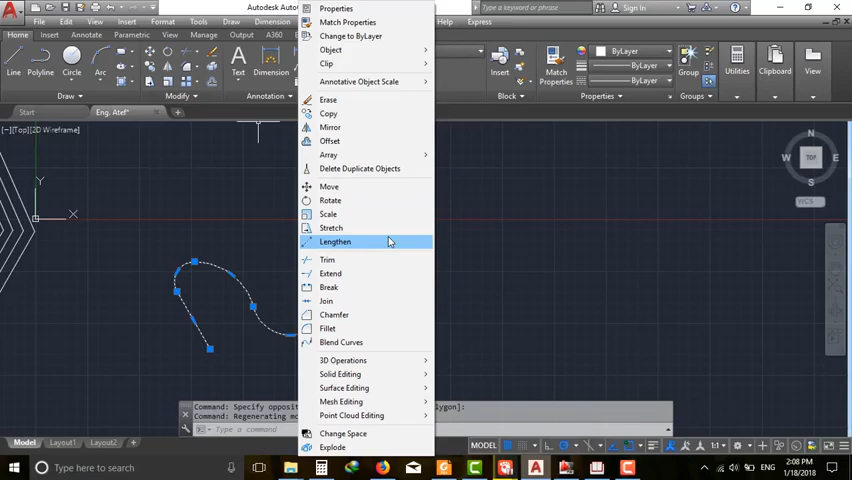 Autodesk Autoc
Type a keyword or phrase
Sign In
File
Edit
View
Insert
Format
Tools
Draw
Express
Window
Help
Home
Insert
Annotate
Parametric
View
Output
A360
Line
Polyline
Circle
Arc
Text
Dimension
Insert
Match
Properties
ByLayer
ByLayer
ByLayer
Group
Utilities
Clipboard
View
Draw
Modify
Annotation
Block
Properties
Groups
Start
Eng. Atef*
[−][Top][2D Wireframe]
Properties
Match Properties
Change to ByLayer
Object
Clip
Annotative Object Scale
Erase
Copy
Mirror
Offset
Array
Delete Duplicate Objects
Move
Rotate
Scale
Stretch
Lengthen
Trim
Extend
Break
Join
Chamfer
Fillet
Blend Curves
3D Operations
Solid Editing
Surface Editing
Mesh Editing
Point Cloud Editing
Change Space
Explode
N
W
TOP
E
S
WCS
Y
X
Command: Specify opposit
ygon]:
Command: Regenerating mo
Type a command
Model
Layout1
Layout2
MODEL
1:1
Type here to search
ENG
2:08 PM
1/18/2018